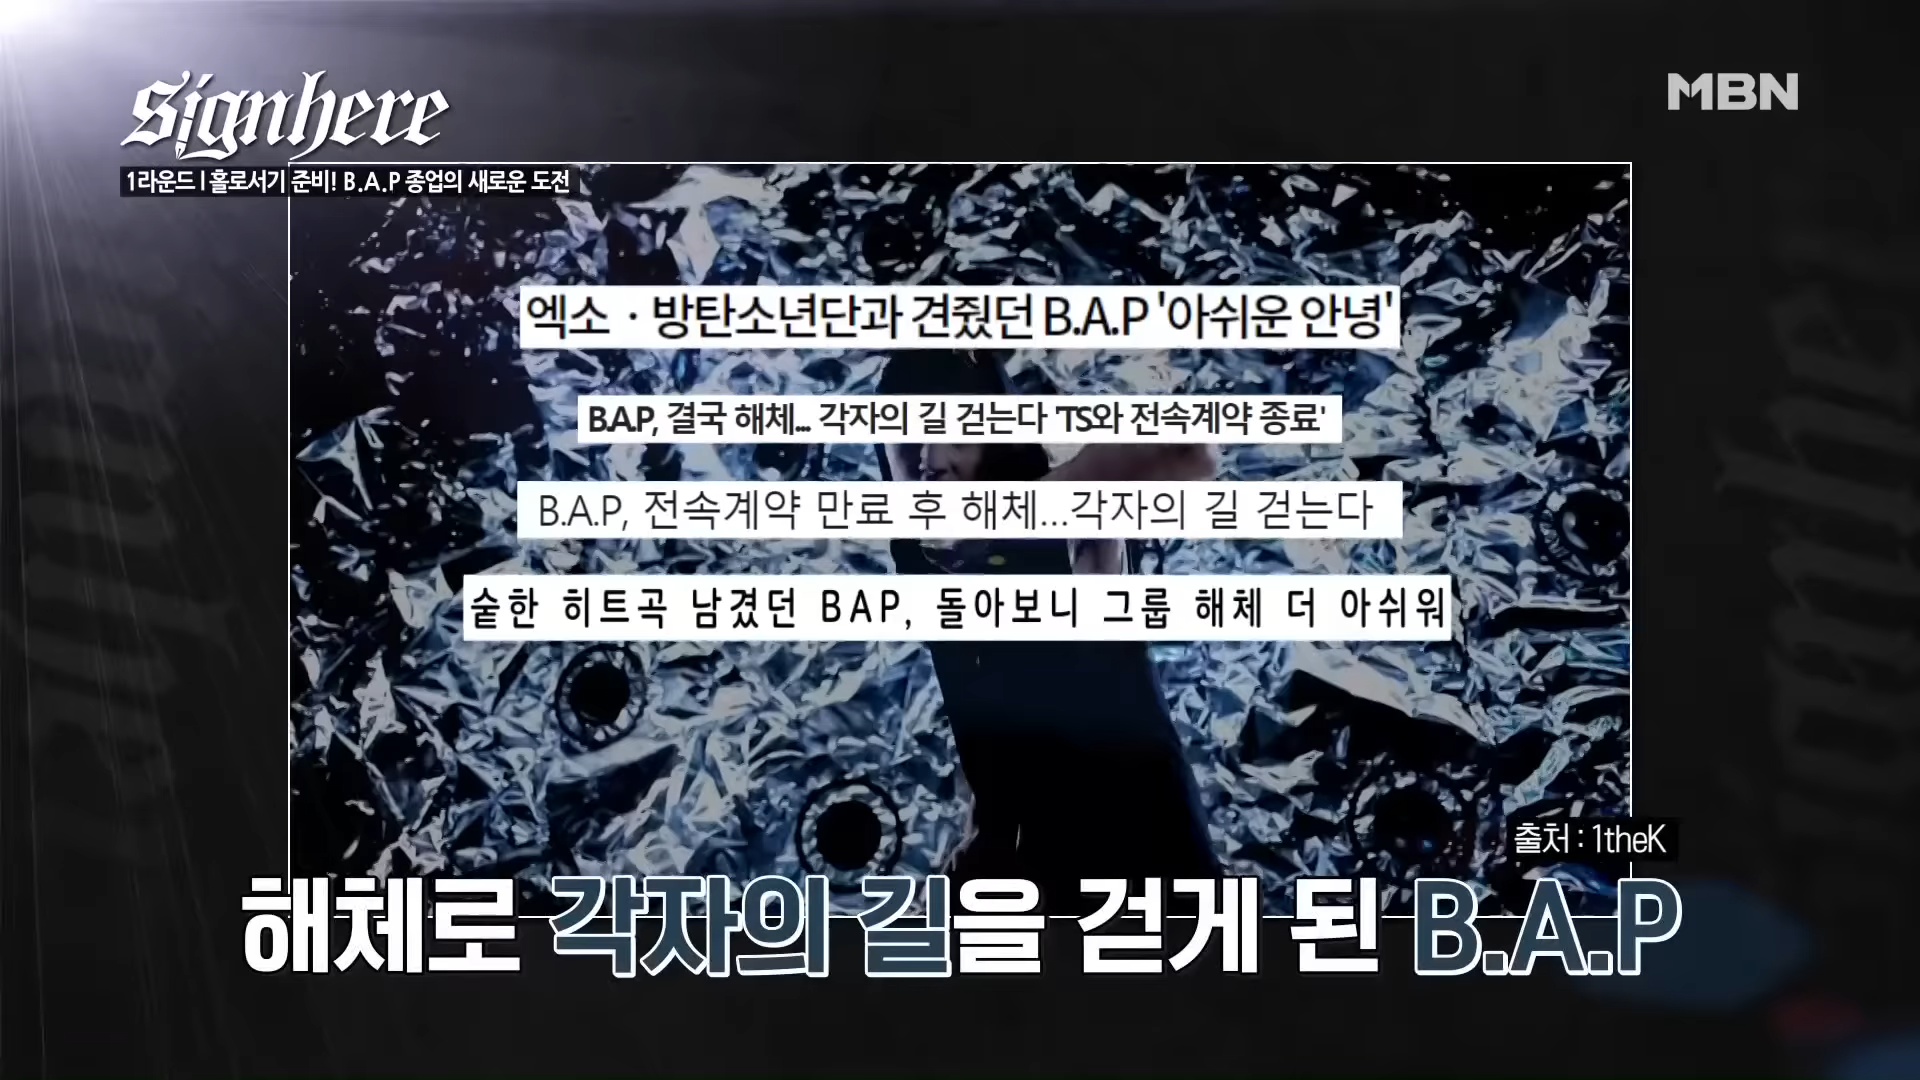 Signhere
MBN
1라운드 | 홀로서기 준비! B.A.P 종업의 새로운 도전
엑소·방탄소년단과 견줬던 B.A.P '아쉬운 안녕'
B.A.P, 결국 해체... 각자의 길 걷는다 'TS와 전속계약 종료'
B.A.P, 전속계약 만료 후 해체...각자의 길 걷는다
숱한 히트곡 남겼던 BAP, 돌아보니 그룹 해체 더 아쉬워
출처 : 1theK
해체로 각자의 길을 걷게 된 B.A.P